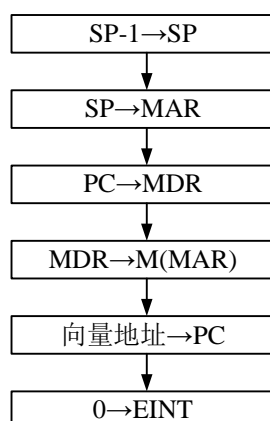 SP-1→SP
SP→MAR
PC→MDR
MDR→M(MAR)
向量地址→PC
0→EINT